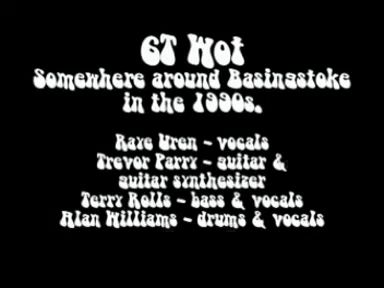 6T Wot
Somewhere around Basingstoke
in the 1990s.
Raye Uren - vocals
Trevor Parry - guitar &
guitar synthesizer
Terry Rolls - bass & vocals
Alan Williams - drums & vocals